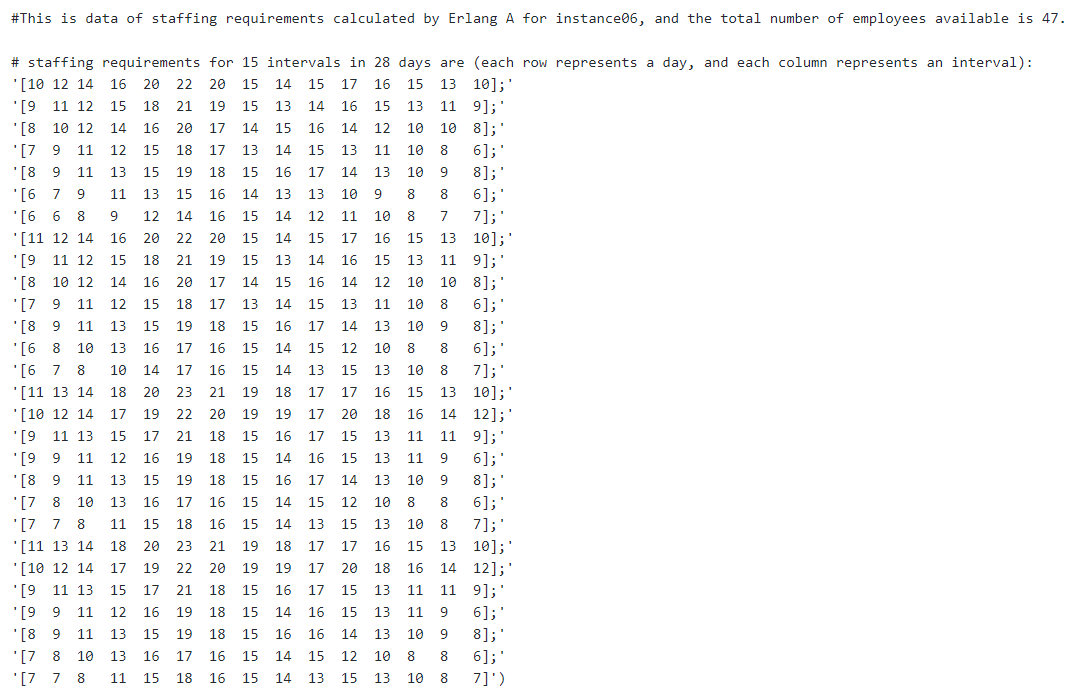 #This is data of staffing requirements calculated by Erlang A for instance06, and the total number of employees available is 47.
# staffing requirements for 15 intervals in 28 days are (each row represents a day, and each column represents an interval):
'[10 12 14 16 20 22 20 15 14 15 17 16 15 13 10];'
'[9 11 12 15 18 21 19 15 13 14 16 15 13 11 9];'
'[8 10 12 14 16 20 17 14 15 16 14 12 10 10 8];'
'[7 9 11 12 15 18 17 13 14 15 13 11 10 8 6];'
'[8 9 11 13 15 19 18 15 16 17 14 13 10 9 8];'
'[6 7 9 11 13 15 16 14 13 13 10 9 8 8 6];'
'[6 6 8 9 12 14 16 15 14 12 11 10 8 7 7];'
'[11 12 14 16 20 22 20 15 14 15 17 16 15 13 10];'
'[9 11 12 15 18 21 19 15 13 14 16 15 13 11 9];'
'[8 10 12 14 16 20 17 14 15 16 14 12 10 10 8];'
'[7 9 11 12 15 18 17 13 14 15 13 11 10 8 6];'
'[8 9 11 13 15 19 18 15 16 17 14 13 10 9 8];'
'[6 8 10 13 16 17 16 15 14 15 12 10 8 8 6];'
'[6 7 8 10 14 17 16 15 14 13 15 13 10 8 7];'
'[11 13 14 18 20 23 21 19 18 17 17 16 15 13 10];'
'[10 12 14 17 19 22 20 19 19 17 20 18 16 14 12];'
'[9 11 13 15 17 21 18 15 16 17 15 13 11 11 9];'
'[9 9 11 12 16 19 18 15 14 16 15 13 11 9 6];'
'[8 9 11 13 15 19 18 15 16 17 14 13 10 9 8];'
'[7 8 10 13 16 17 16 15 14 15 12 10 8 8 6];'
'[7 7 8 11 15 18 16 15 14 13 15 13 10 8 7];'
'[11 13 14 18 20 23 21 19 18 17 17 16 15 13 10];'
'[10 12 14 17 19 22 20 19 19 17 20 18 16 14 12];'
'[9 11 13 15 17 21 18 15 16 17 15 13 11 11 9];'
'[9 9 11 12 16 19 18 15 14 16 15 13 11 9 6];'
'[8 9 11 13 15 19 18 15 16 16 14 13 10 9 8];'
'[7 8 10 13 16 17 16 15 14 15 12 10 8 8 6];'
'[7 7 8 11 15 18 16 15 14 13 15 13 10 8 7]')